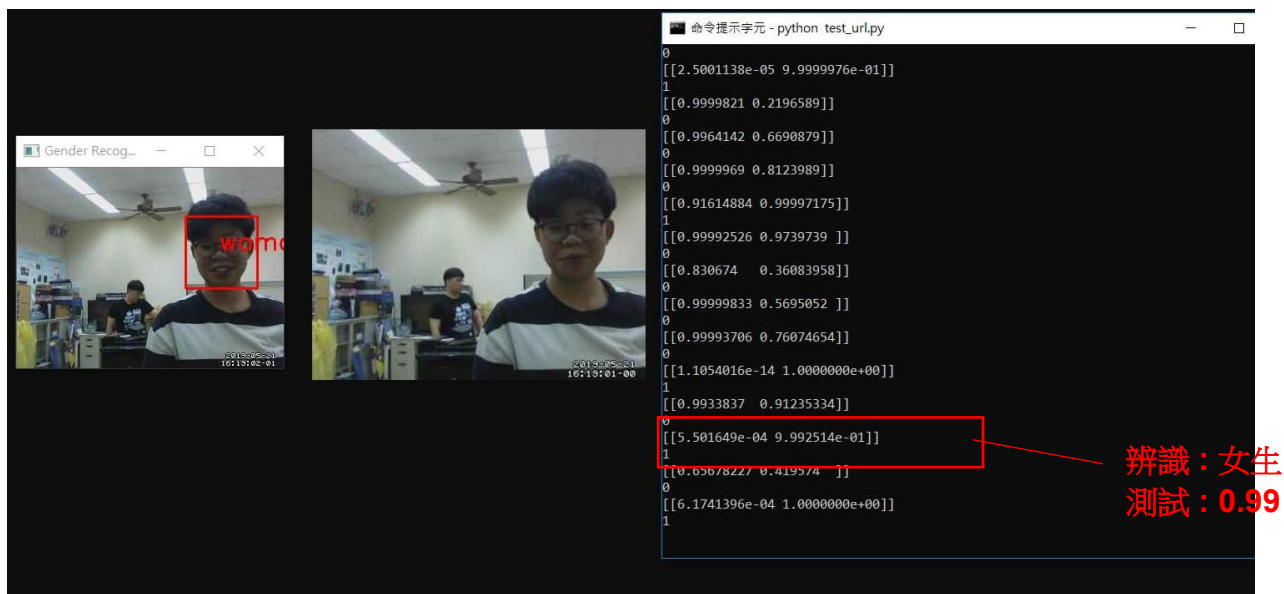 命令提示字元 - python  test_url.py
0
[[2.5001138e-05 9.9999976e-01]]
1
[[0.9999821 0.2196589]]
0
[[0.9964142 0.6690879]]
0
[[0.9999969 0.8123989]]
0
[[0.91614884 0.99997175]]
1
[[0.99992526 0.9739739 ]]
0
[[0.830674   0.36083958]]
0
[[0.99999833 0.5695052 ]]
0
[[0.99993706 0.76074654]]
0
[[1.1054016e-14 1.0000000e+00]]
1
[[0.9933837  0.91235334]]
0
[[5.501649e-04 9.992514e-01]]
1
[[0.65678227 0.419574  ]]
0
[[6.1741396e-04 1.0000000e+00]]
1
Gender Recog...
wom
2019-05-21
16:13:02-01
2019-05-21
16:13:01-00
辨識：女生
測試：0.99